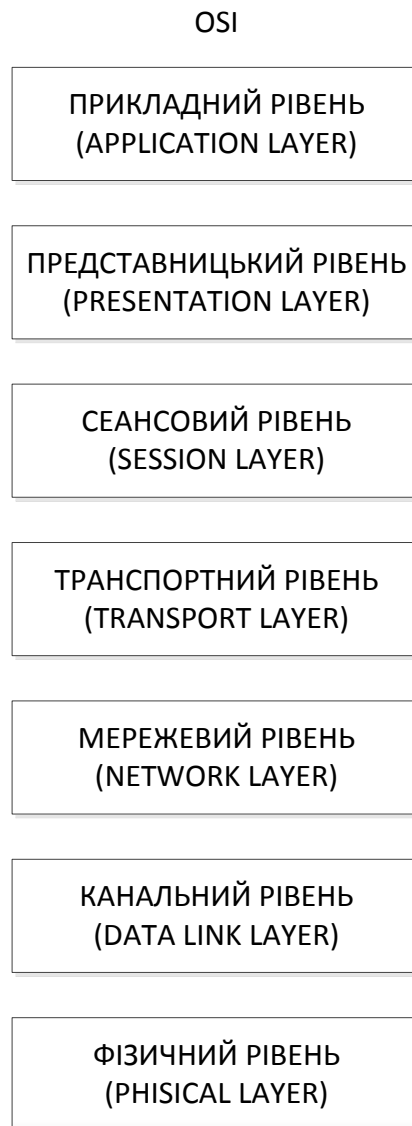 OSI
ПРИКЛАДНИЙ РІВЕНЬ
(APPLICATION LAYER)
ПРЕДСТАВНИЦЬКИЙ РІВЕНЬ
(PRESENTATION LAYER)
СЕАНСОВИЙ РІВЕНЬ
(SESSION LAYER)
ТРАНСПОРТНИЙ РІВЕНЬ
(TRANSPORT LAYER)
МЕРЕЖЕВИЙ РІВЕНЬ
(NETWORK LAYER)
КАНАЛЬНИЙ РІВЕНЬ
(DATA LINK LAYER)
ФІЗИЧНИЙ РІВЕНЬ
(PHISICAL LAYER)